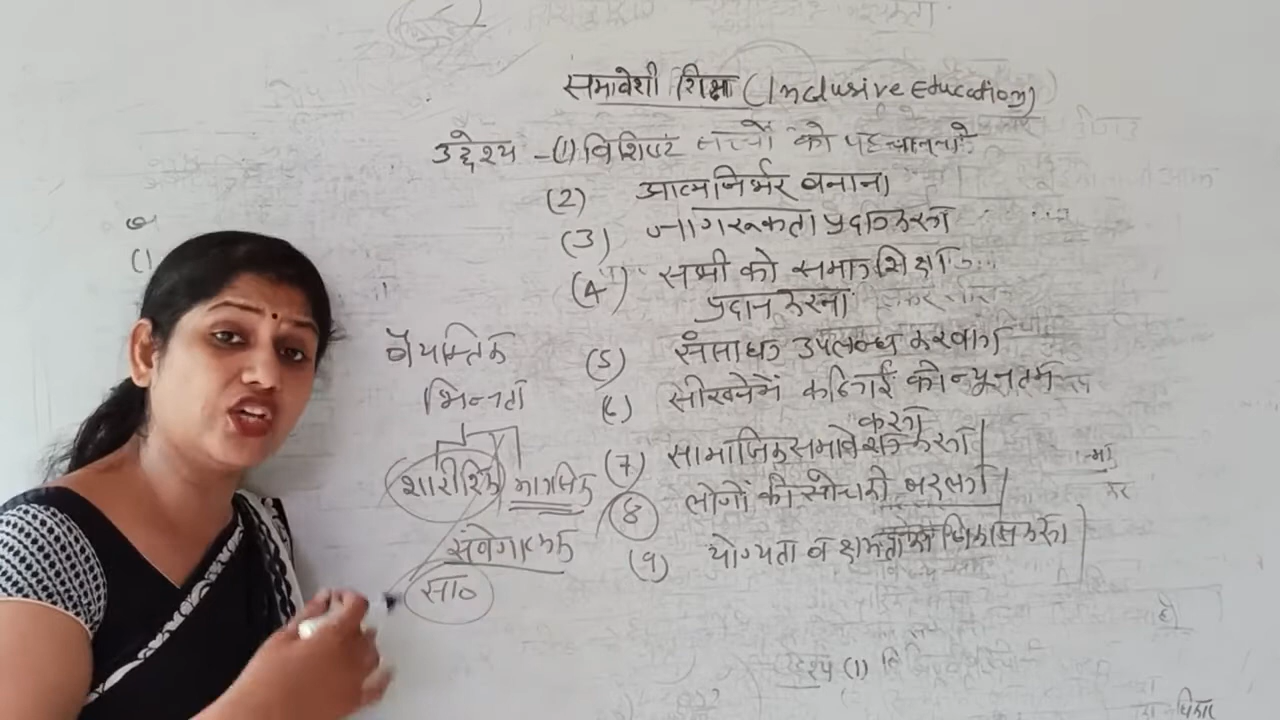 समावेशी शिक्षा (Inclusive Education)
उद्देश्य - (1) विशिष्ट बच्चों को पहचानना
(2) आत्मनिर्भर बनाना
(3) जागरूकता प्रदान करना
(4) सभी को समान शिक्षा
प्रदान करना
(5) संसाधन उपलब्ध करवाना
(6) सीखने में कठिनाई को न्यूनतम
करना
(7) सामाजिक समावेशन करना
(8) लोगों की सोच को बदलना
(9) योग्यता व क्षमता का विकास करना
वैयक्तिक
भिन्नता
शारीरिक मानसिक
संवेगात्मक
सा०